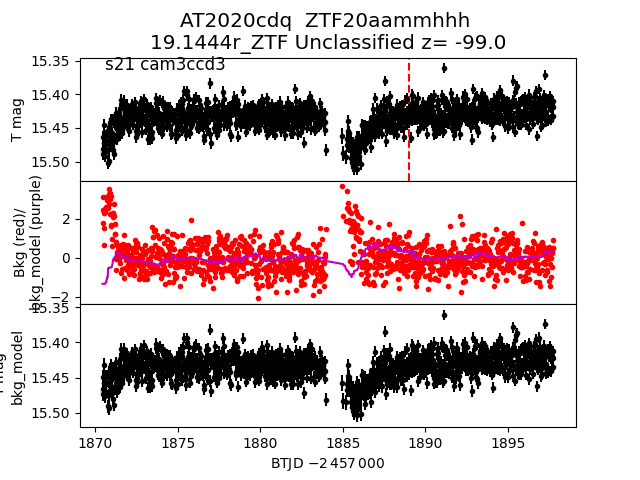 AT2020cdq  ZTF20aammhhh
19.1444r_ZTF Unclassified z= -99.0
s21 cam3ccd3
15.35
15.40
15.45
15.50
T mag
2
0
−2
Bkg (red)/
bkg_model (purple)
15.35
15.40
15.45
15.50
bkg_model
1870
1875
1880
1885
1890
1895
BTJD −2 457 000